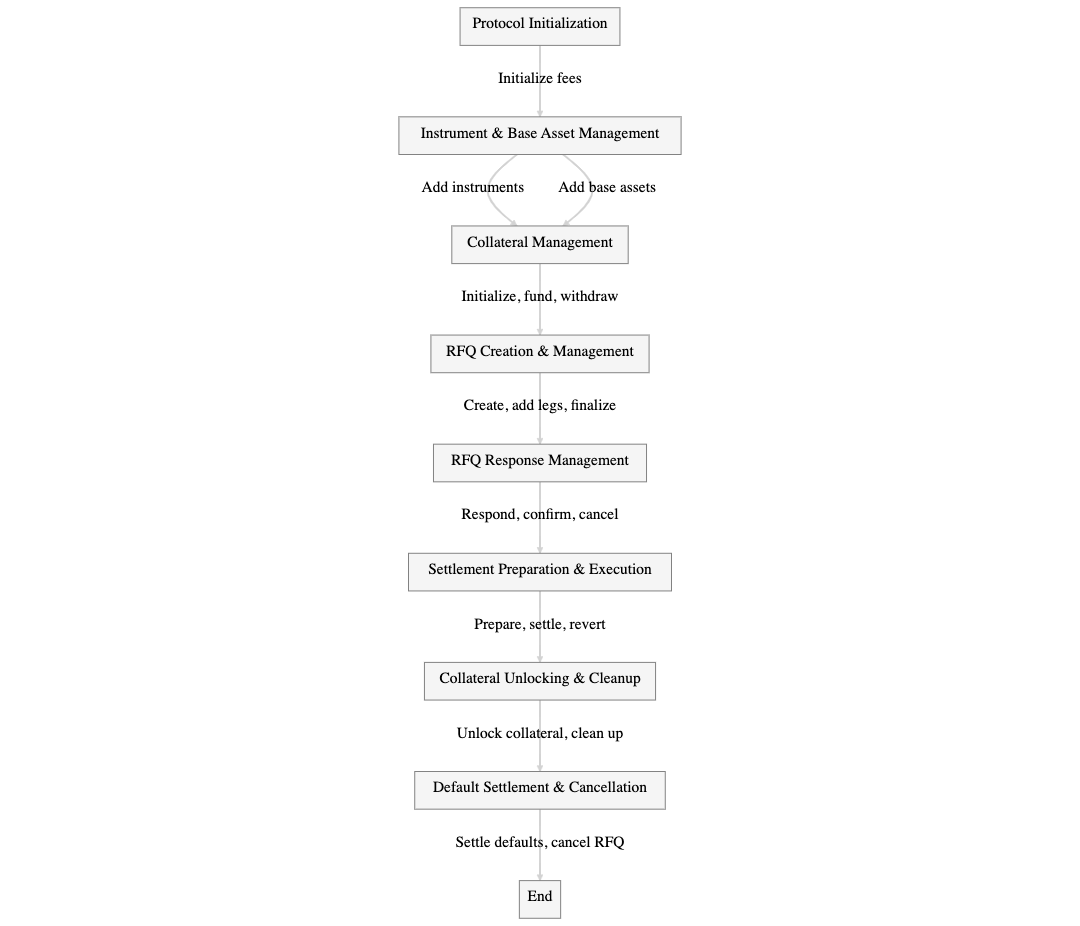 Protocol Initialization
Initialize fees
Instrument & Base Asset Management
Add instruments
Add base assets
Collateral Management
Initialize, fund, withdraw
RFQ Creation & Management
Create, add legs, finalize
RFQ Response Management
Respond, confirm, cancel
Settlement Preparation & Execution
Prepare, settle, revert
Collateral Unlocking & Cleanup
Unlock collateral, clean up
Default Settlement & Cancellation
Settle defaults, cancel RFQ
End